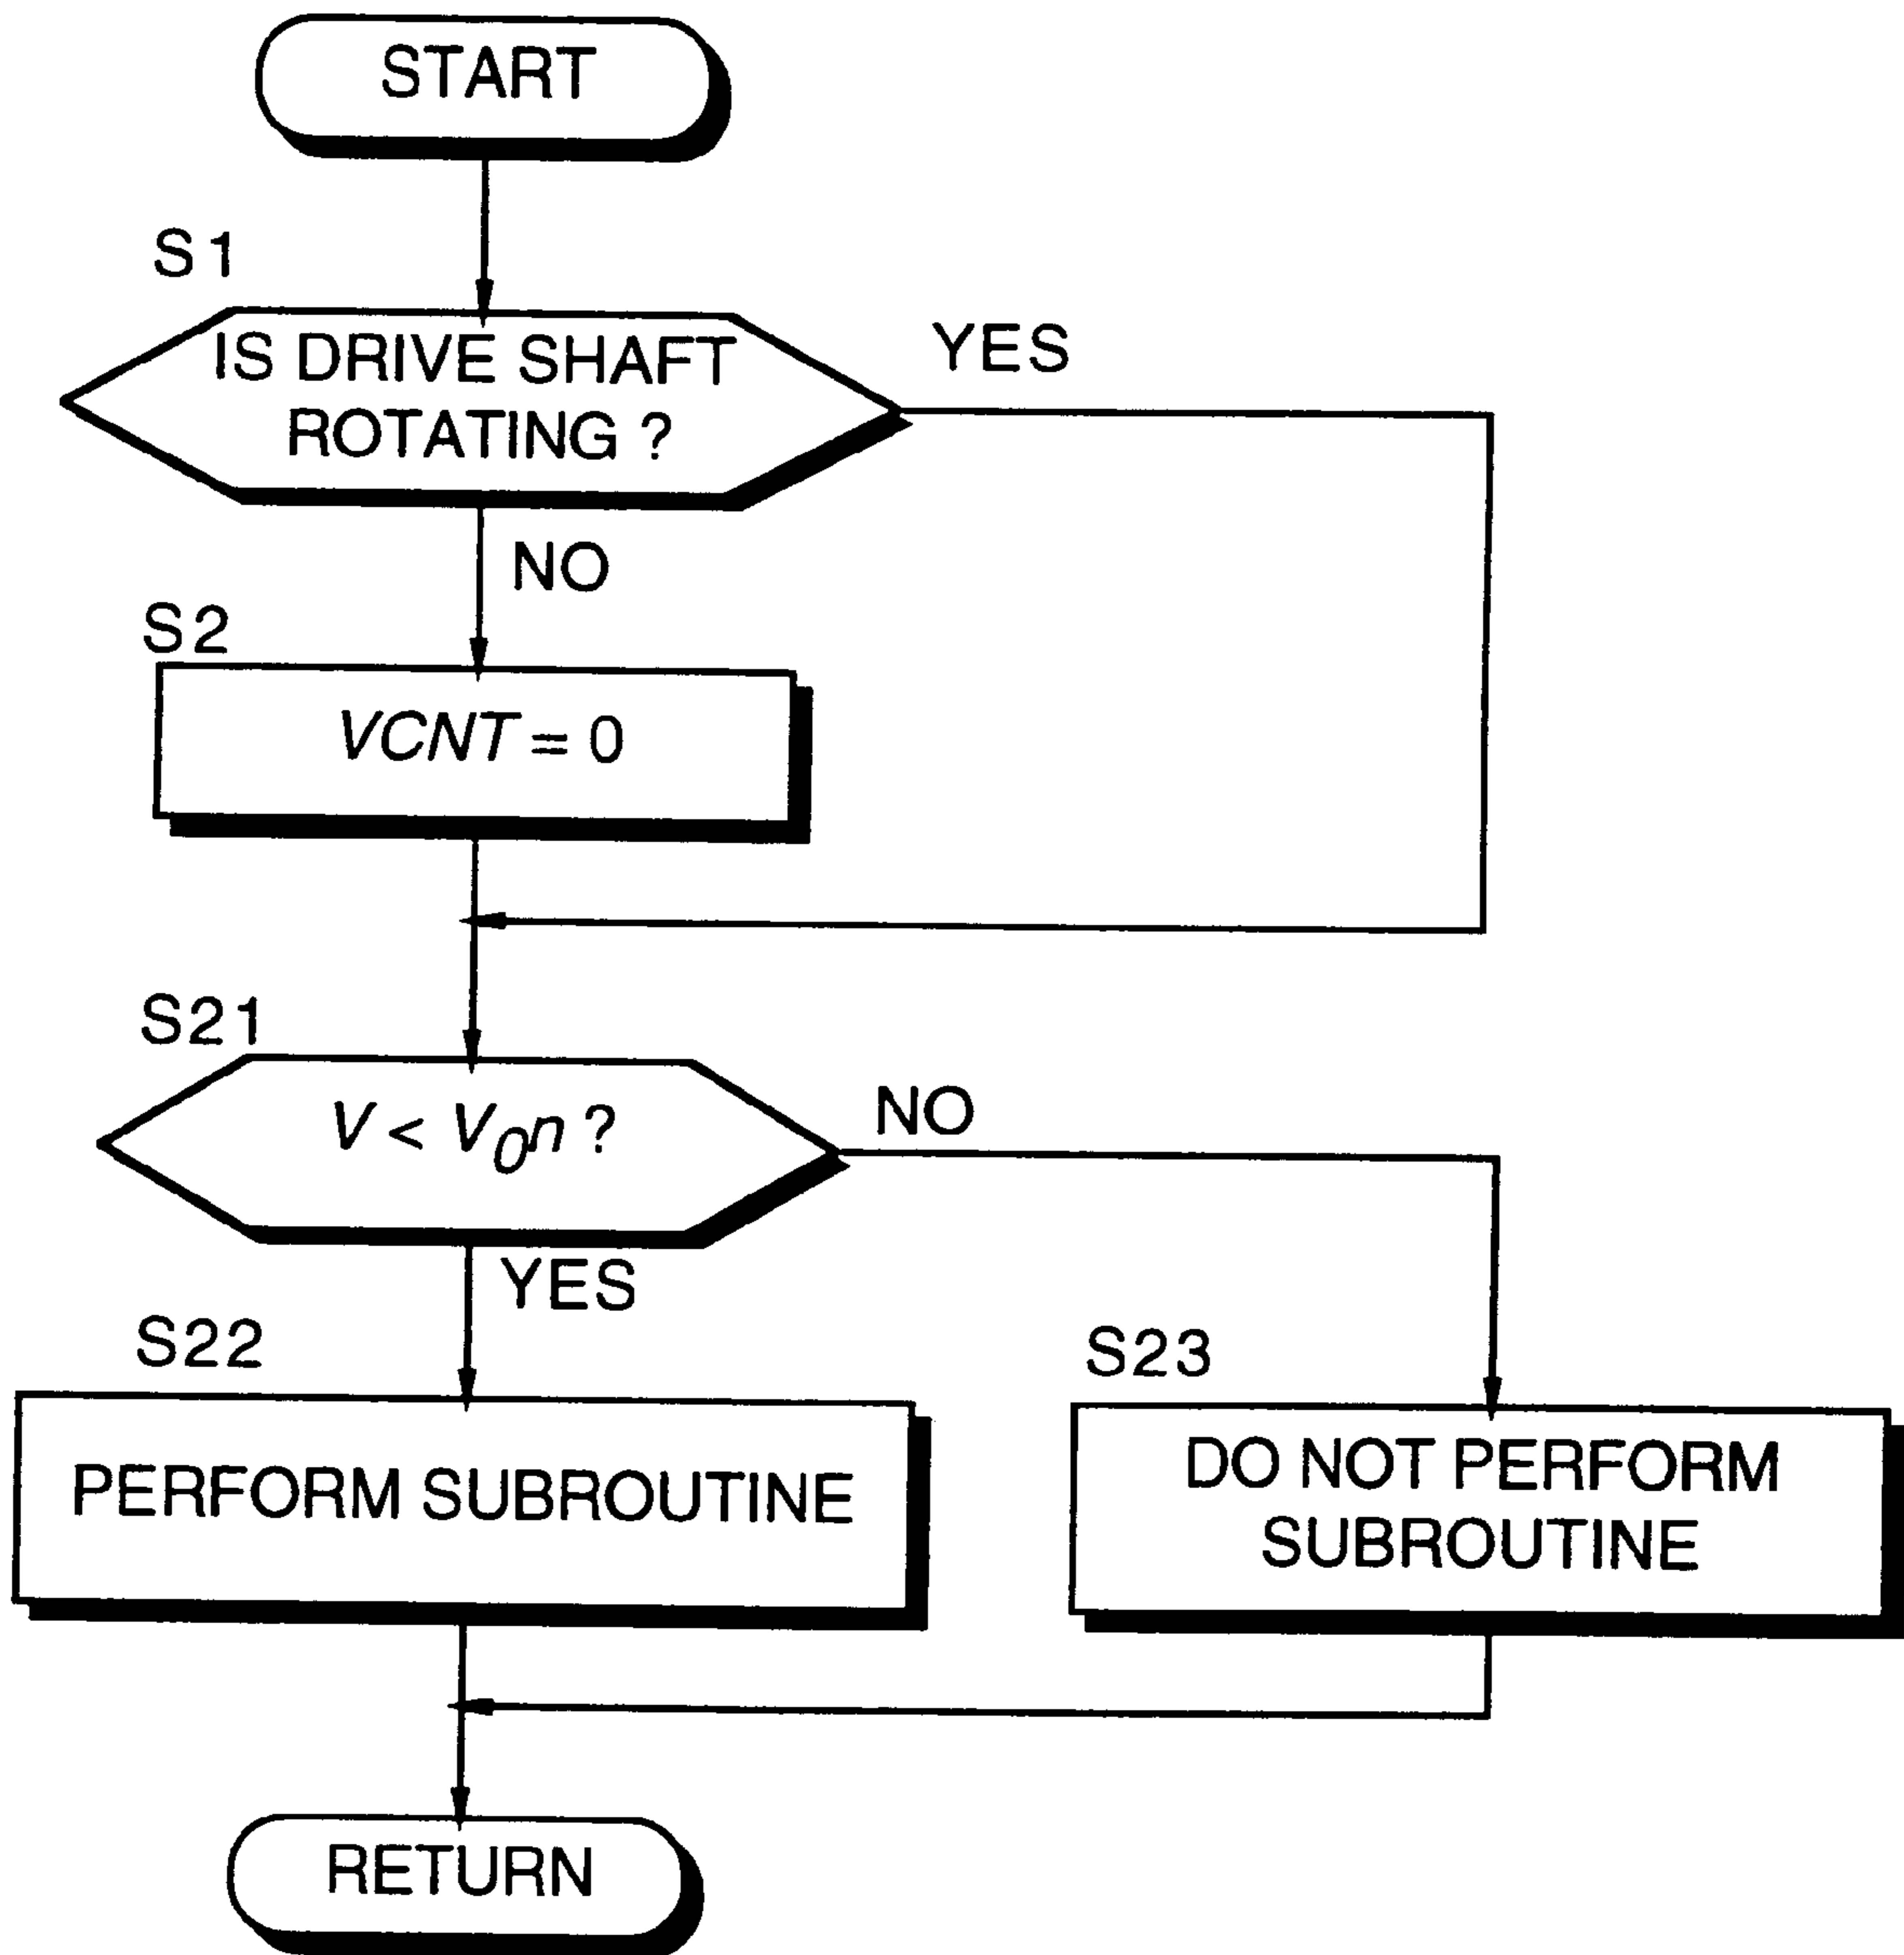 START
S1
IS DRIVE SHAFT
ROTATING ?
YES
NO
S2
VCNT = 0
S21
V < V0n ?
NO
YES
S22
PERFORM SUBROUTINE
S23
DO NOT PERFORM
SUBROUTINE
RETURN